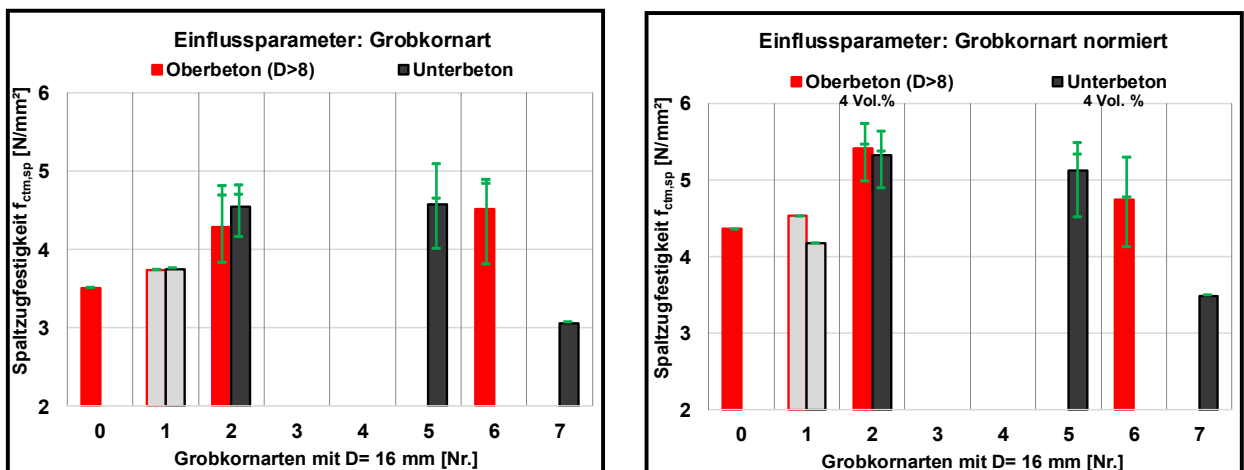 Einflussparameter: Grobkornart
Oberbeton (D>8) Unterbeton
Spaltzugfestigkeit fctm,sp [N/mm²]
6
5
4
3
2
0 1 2 3 4 5 6 7
Grobkornarten mit D= 16 mm [Nr.]
Einflussparameter: Grobkornart normiert
Oberbeton (D>8) Unterbeton
4 Vol.% 4 Vol. %
Spaltzugfestigkeit fctm,sp [N/mm²]
6
5
4
3
2
0 1 2 3 4 5 6 7
Grobkornarten mit D= 16 mm [Nr.]